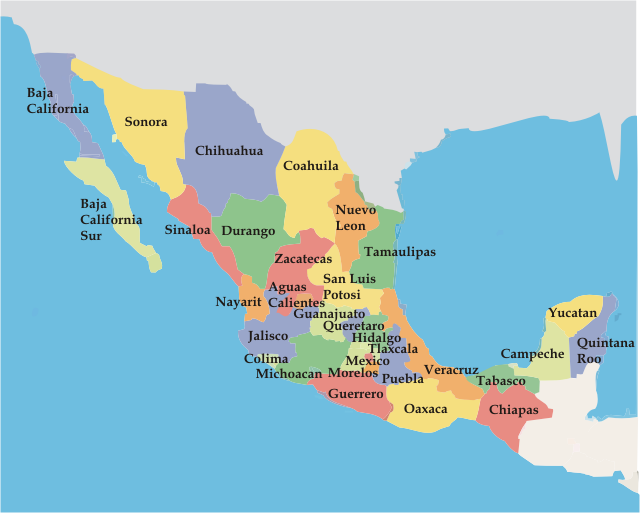 Baja
California
Sonora
Chihuahua
Coahuila
Baja
California
Sur
Sinaloa
Durango
Nuevo
Leon
Tamaulipas
Zacatecas
San Luis
Potosi
Aguas
Calientes
Nayarit
Guanajuato
Queretaro
Jalisco
Hidalgo
Tlaxcala
Colima
Mexico
Michoacan
Morelos
Puebla
Veracruz
Guerrero
Oaxaca
Tabasco
Chiapas
Campeche
Yucatan
Quintana
Roo